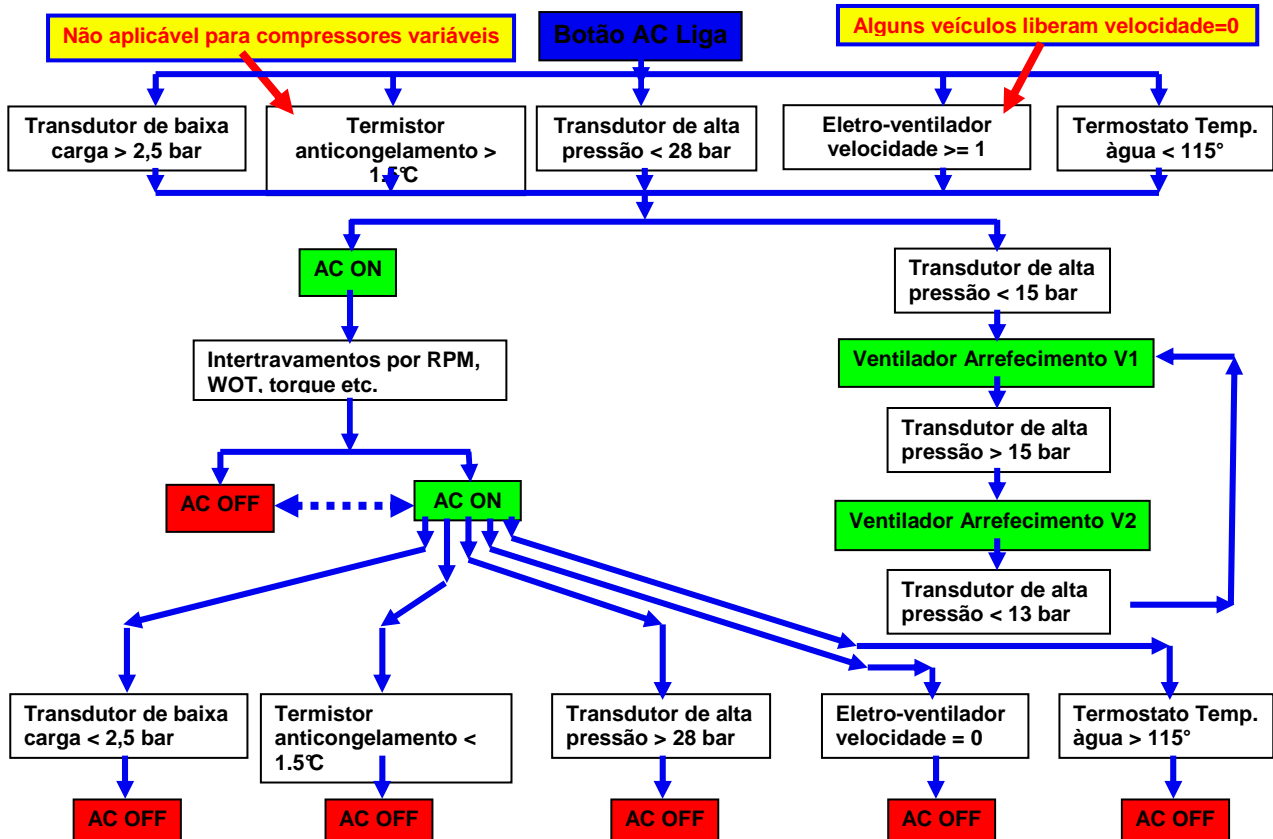 Não aplicável para compressores variáveis
Botão AC Liga
Alguns veículos liberam velocidade=0
Transdutor de baixa
carga > 2,5 bar
Termistor
anticongelamento >
1.5°C
Transdutor de alta
pressão < 28 bar
Eletro-ventilador
velocidade >= 1
Termostato Temp.
àgua < 115°
AC ON
Transdutor de alta
pressão < 15 bar
Intertravamentos por RPM,
WOT, torque etc.
Ventilador Arrefecimento V1
Transdutor de alta
pressão > 15 bar
AC OFF
AC ON
Ventilador Arrefecimento V2
Transdutor de alta
pressão < 13 bar
Transdutor de baixa
carga < 2,5 bar
Termistor
anticongelamento <
1.5°C
Transdutor de alta
pressão > 28 bar
Eletro-ventilador
velocidade = 0
Termostato Temp.
àgua > 115°
AC OFF
AC OFF
AC OFF
AC OFF
AC OFF